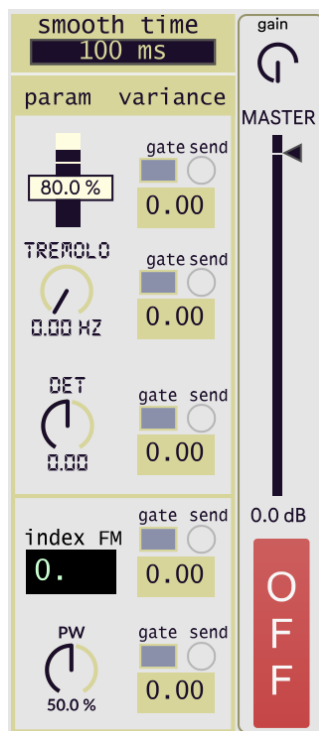 smooth time
100 ms
param variance
gate send
80.0 %
0.00
TREMOLO
gate send
0.00
0.00 HZ
DET
gate send
0.00
0.00
index FM
gate send
0.
0.00
PW
gate send
0.00
50.0 %
gain
MASTER
0.0 dB
O
F
F